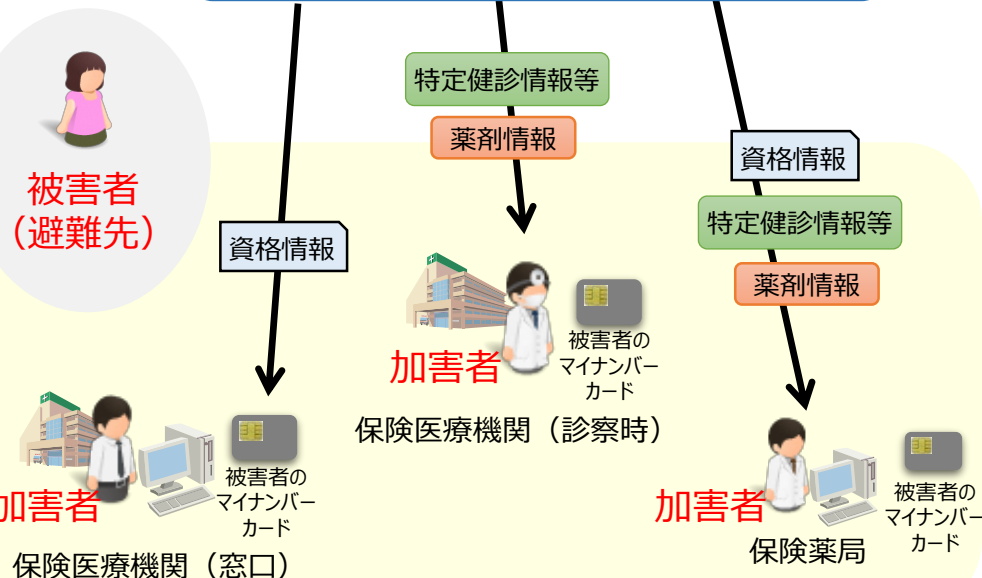 特定健診情報等
薬剤情報
資格情報
特定健診情報等
薬剤情報
被害者
（避難先）
資格情報
加害者
被害者の
マイナンバー
カード
保険医療機関（診察時）
加害者
被害者の
マイナンバー
カード
保険医療機関（窓口）
加害者
被害者の
マイナンバー
カード
保険薬局